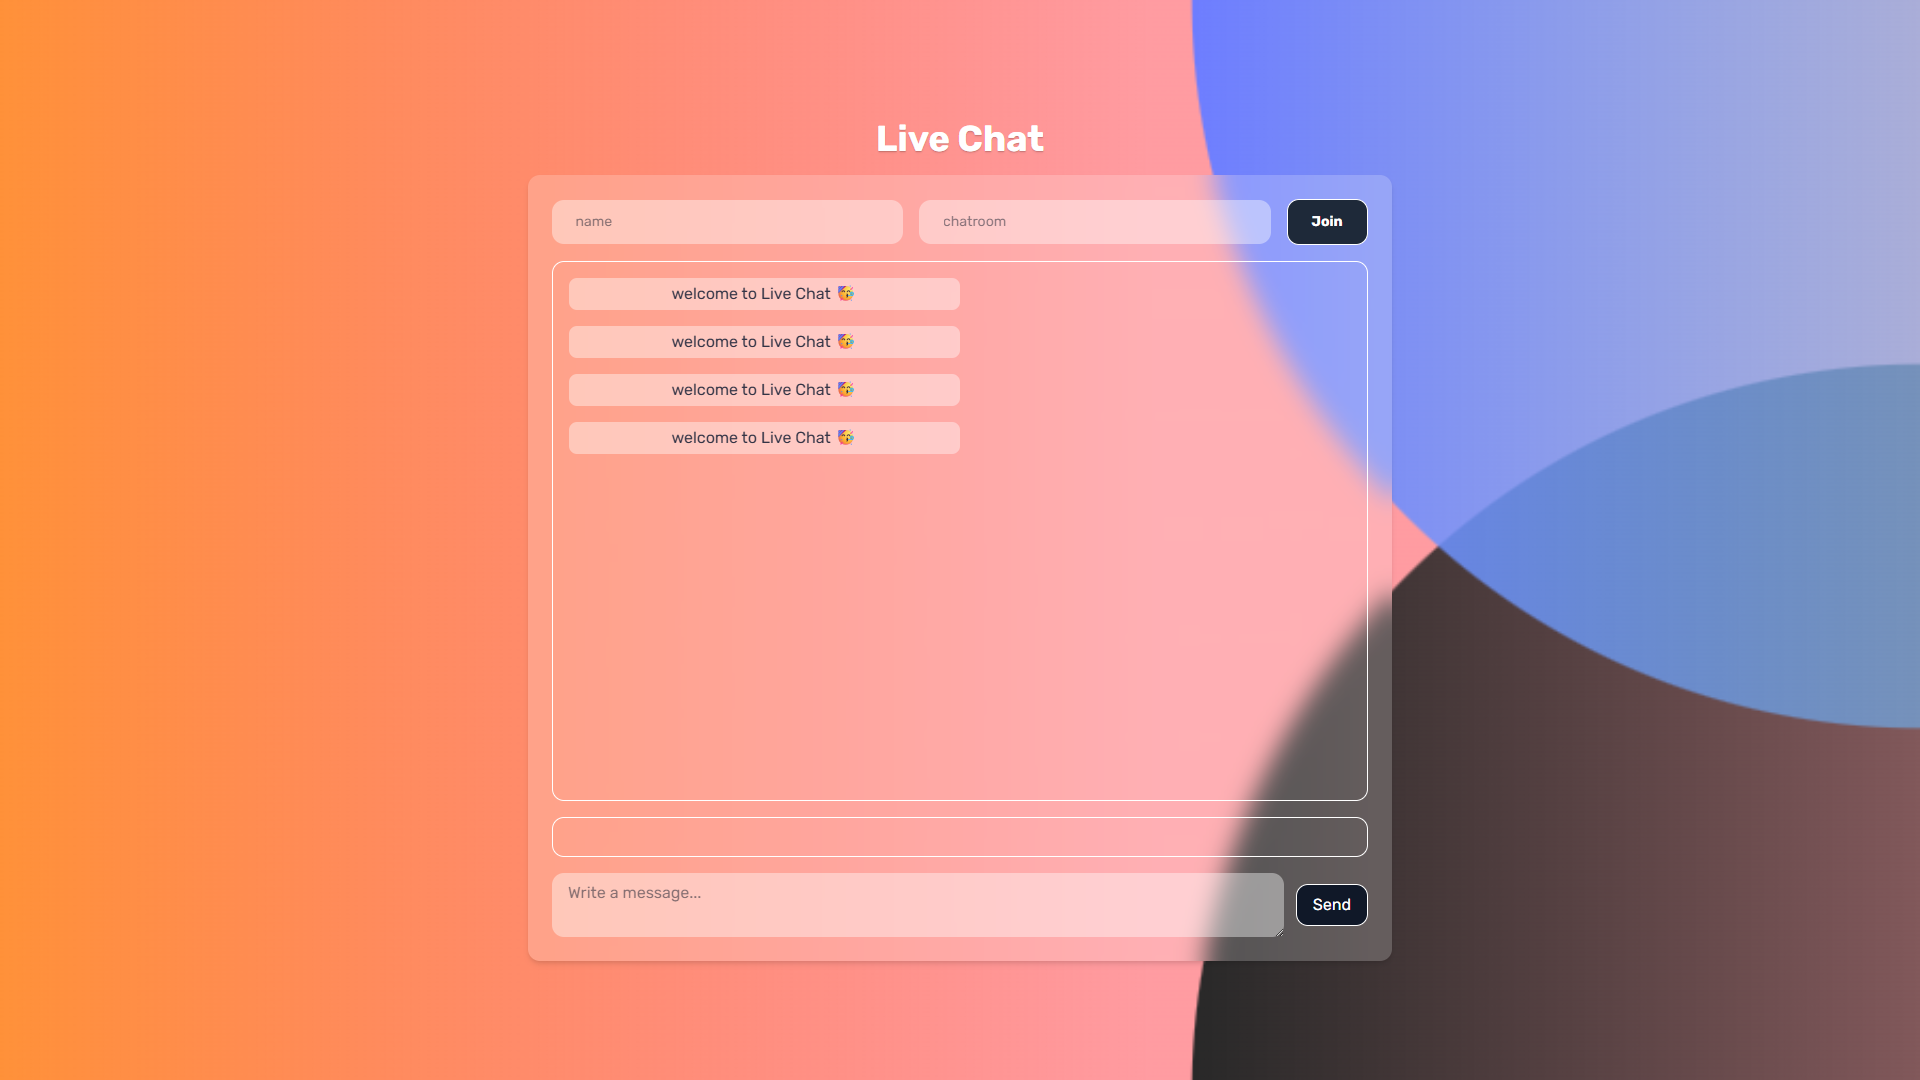 Live Chat
name
chatroom
Join
welcome to Live Chat 🥳
welcome to Live Chat 🥳
welcome to Live Chat 🥳
welcome to Live Chat 🥳
Write a message...
Send